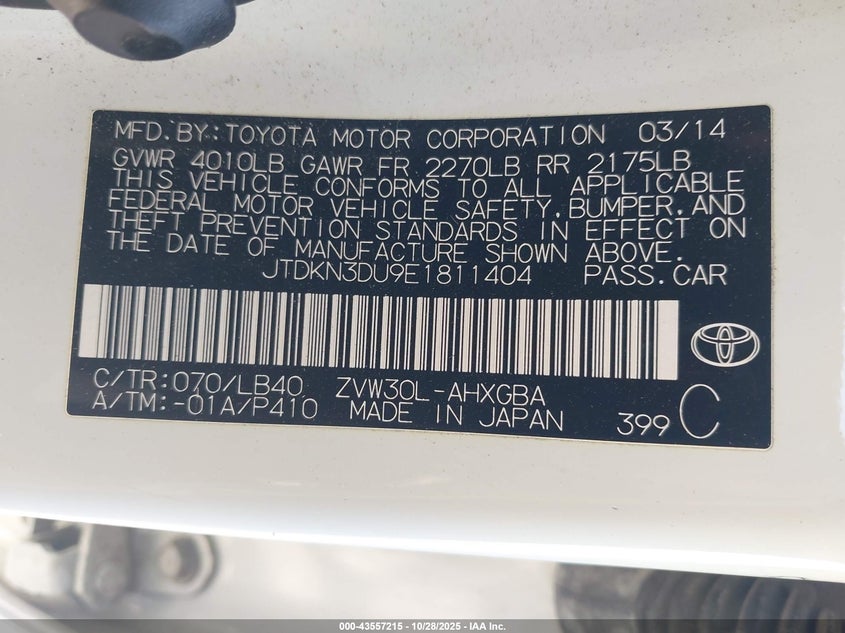 MFD.BY:TOYOTA MOTOR CORPORATION 03/14
GVWR 4010LB GAWR FR 2270LB RR 2175LB
THIS VEHICLE CONFORMS TO ALL APPLICABLE
FEDERAL MOTOR VEHICLE SAFETY,BUMPER,AND
THEFT PREVENTION STANDARDS IN EFFECT ON
THE DATE OF MANUFACTURE SHOWN ABOVE.
JTDKN3DU9E1811404 PASS.CAR
C/TR:070/LB40 ZVW30L-AHXGBA
A/TM:-01A/P410 MADE IN JAPAN 399 C
000-43557215 | 10/28/2025 | IAA Inc.